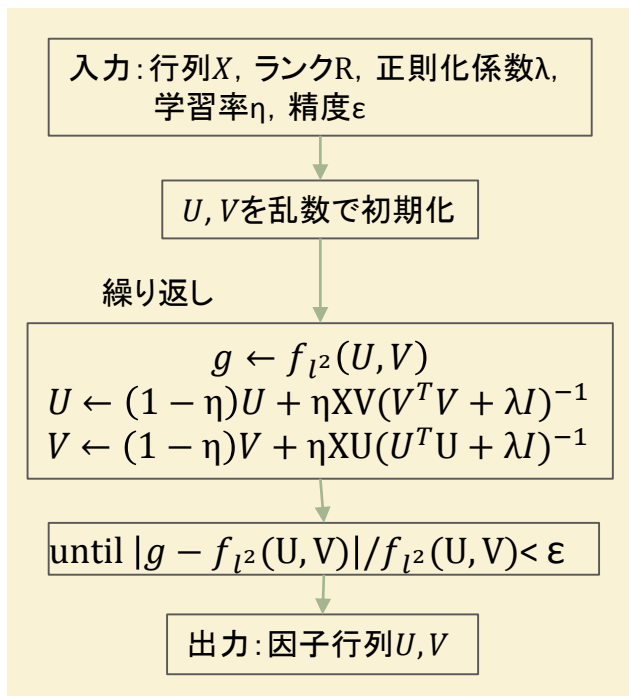 入力：行列X，ランクR，正則化係数λ，
学習率η，精度ε
U, Vを乱数で初期化
繰り返し
g ← f_{l²}(U, V)
U ← (1 − η)U + ηXV(V^T V + λI)^{−1}
V ← (1 − η)V + ηXU(U^T U + λI)^{−1}
until |g − f_{l²}(U, V)|/f_{l²}(U, V)< ε
出力：因子行列U, V